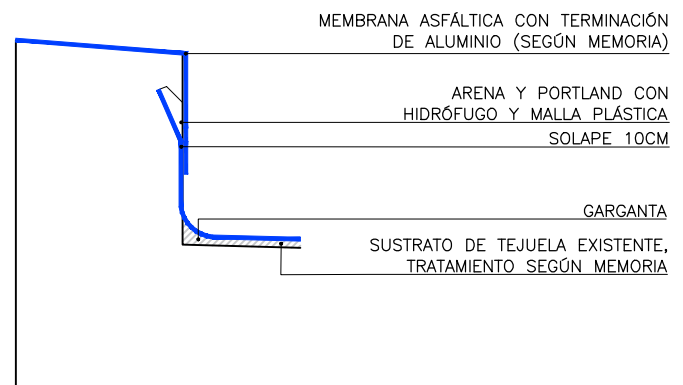 MEMBRANA ASFÁLTICA CON TERMINACIÓN
DE ALUMINIO (SEGÚN MEMORIA)
ARENA Y PORTLAND CON
HIDRÓFUGO Y MALLA PLÁSTICA
SOLAPE 10CM
GARGANTA
SUSTRATO DE TEJUELA EXISTENTE,
TRATAMIENTO SEGÚN MEMORIA